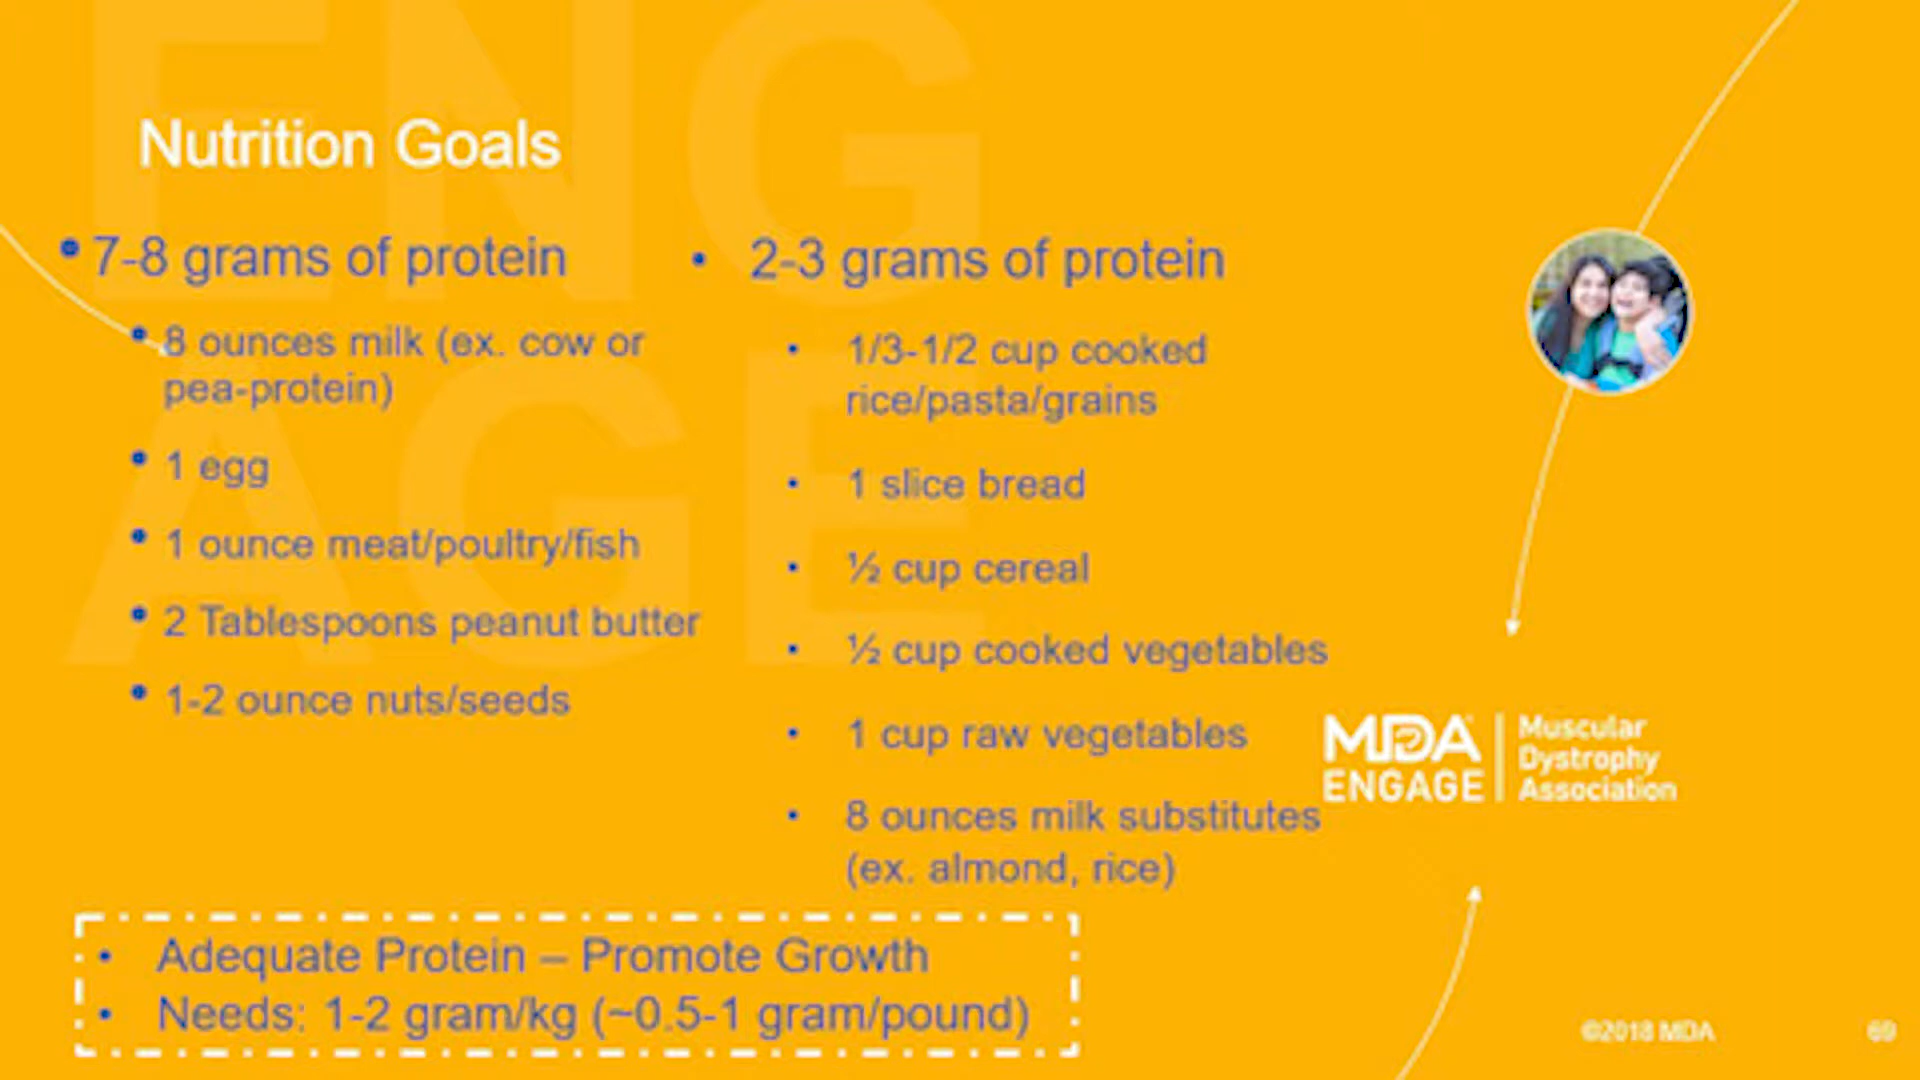 ENG
AGE
Nutrition Goals
• 7-8 grams of protein
• 8 ounces milk (ex. cow or
pea-protein)
• 1 egg
• 1 ounce meat/poultry/fish
• 2 Tablespoons peanut butter
• 1-2 ounce nuts/seeds
• 2-3 grams of protein
• 1/3-1/2 cup cooked
rice/pasta/grains
• 1 slice bread
• ½ cup cereal
• ½ cup cooked vegetables
• 1 cup raw vegetables
• 8 ounces milk substitutes
(ex. almond, rice)
MDA
ENGAGE
Muscular
Dystrophy
Association
• Adequate Protein – Promote Growth
• Needs: 1-2 gram/kg (~0.5-1 gram/pound)
©2018 MDA
69